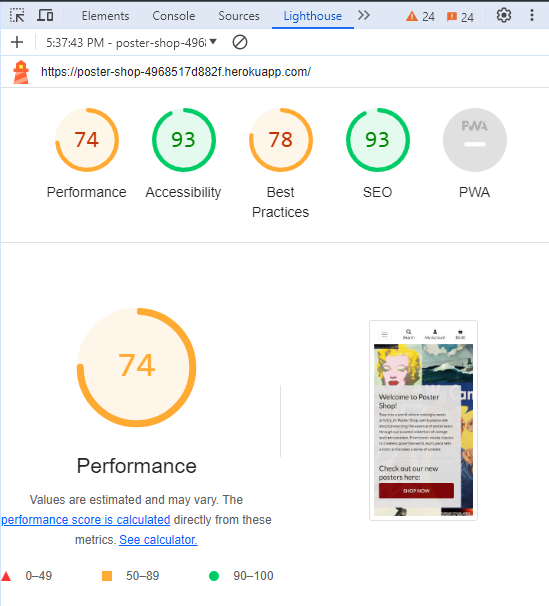 Elements Console Sources Lighthouse 24 24
5:37:43 PM - poster-shop-4968
https://poster-shop-4968517d882f.herokuapp.com/
74 93 78 93 PWA
Performance Accessibility Best Practices SEO PWA
74
Search My Account
Welcome to Poster
Shop!
Check out our new
posters here:
SHOP NOW
Performance
Values are estimated and may vary. The
performance score is calculated directly from these
metrics. See calculator.
0–49 50–89 90–100